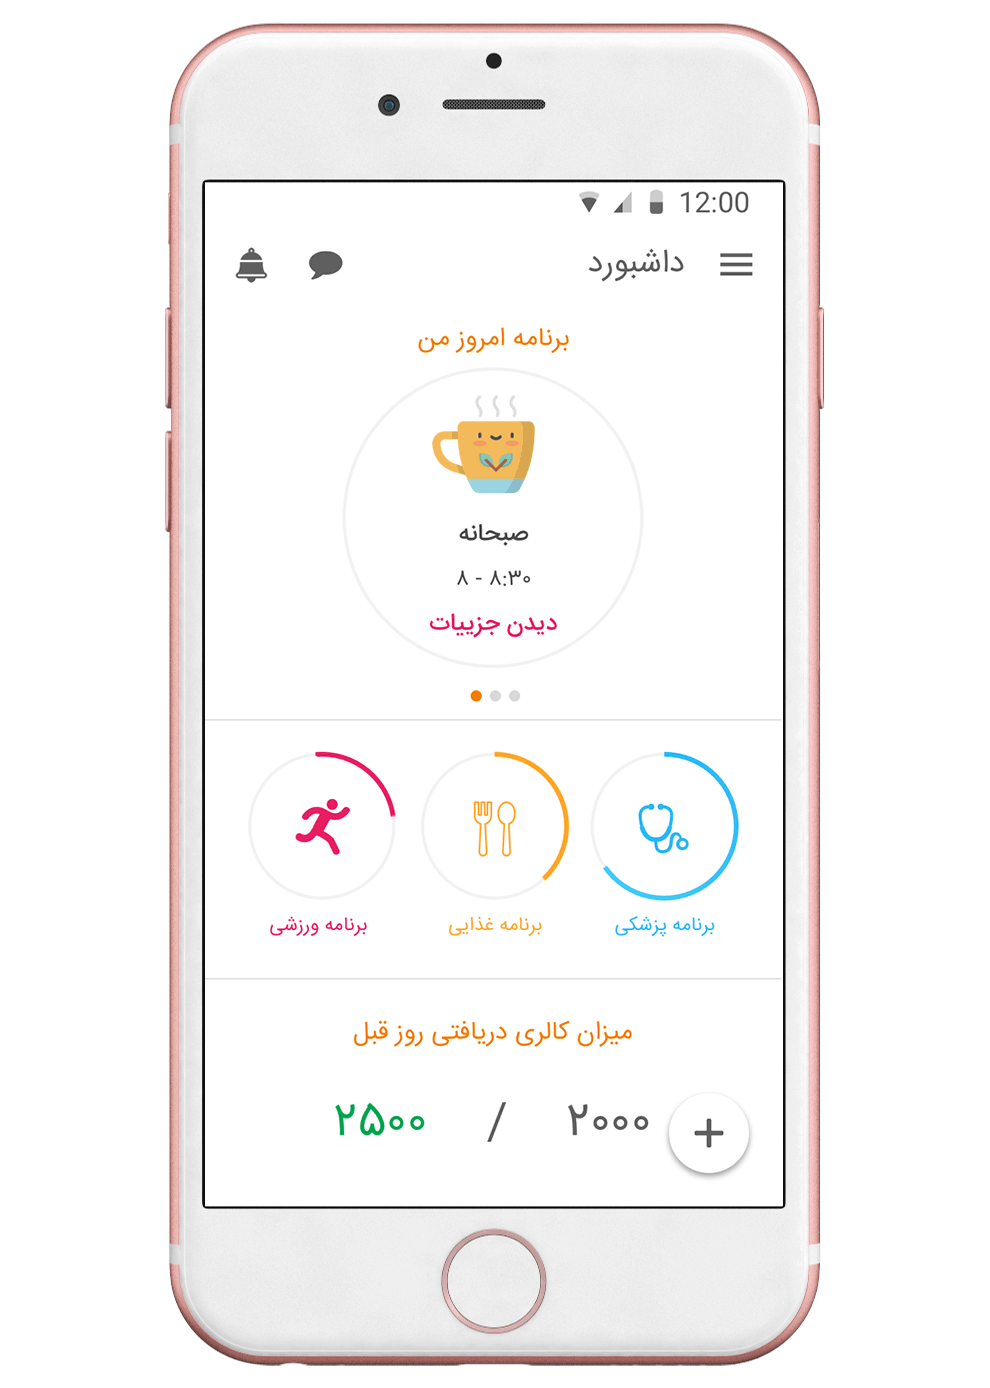 12:00
داشبورد
برنامه امروز من
صبحانه
۸ - ۸:۳۰
دیدن جزییات
برنامه پزشکی
برنامه غذایی
برنامه ورزشی
میزان کالری دریافتی روز قبل
۲۰۰۰ / ۲۵۰۰